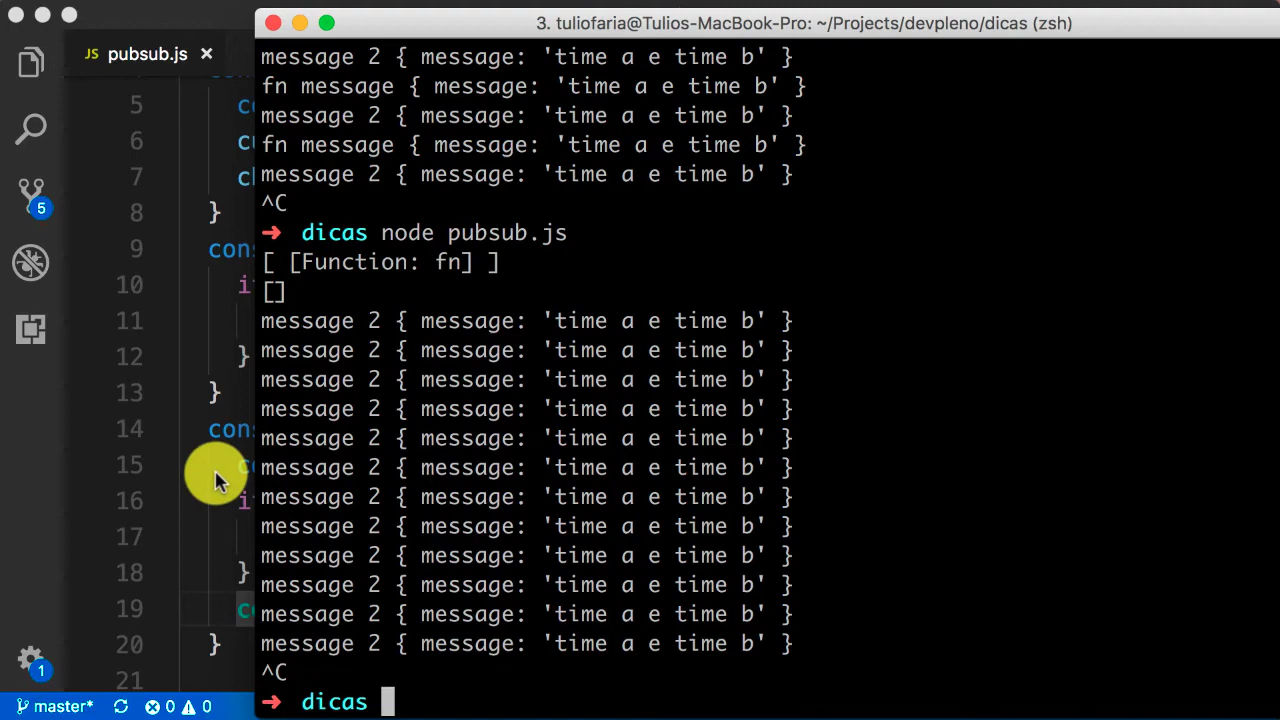 3. tuliofaria@Tulios-MacBook-Pro: ~/Projects/devpleno/dicas (zsh)
JS pubsub.js ×
5
6
7
8 }
9
10
11
12 }
13 }
14
15
16
17
18 }
19
20 }
21
5
1
master* 0 0
message 2 { message: 'time a e time b' }
fn message { message: 'time a e time b' }
message 2 { message: 'time a e time b' }
fn message { message: 'time a e time b' }
message 2 { message: 'time a e time b' }
^C
➜ dicas node pubsub.js
[ [Function: fn] ]
[]
message 2 { message: 'time a e time b' }
message 2 { message: 'time a e time b' }
message 2 { message: 'time a e time b' }
message 2 { message: 'time a e time b' }
message 2 { message: 'time a e time b' }
message 2 { message: 'time a e time b' }
message 2 { message: 'time a e time b' }
message 2 { message: 'time a e time b' }
message 2 { message: 'time a e time b' }
message 2 { message: 'time a e time b' }
message 2 { message: 'time a e time b' }
message 2 { message: 'time a e time b' }
^C
➜ dicas